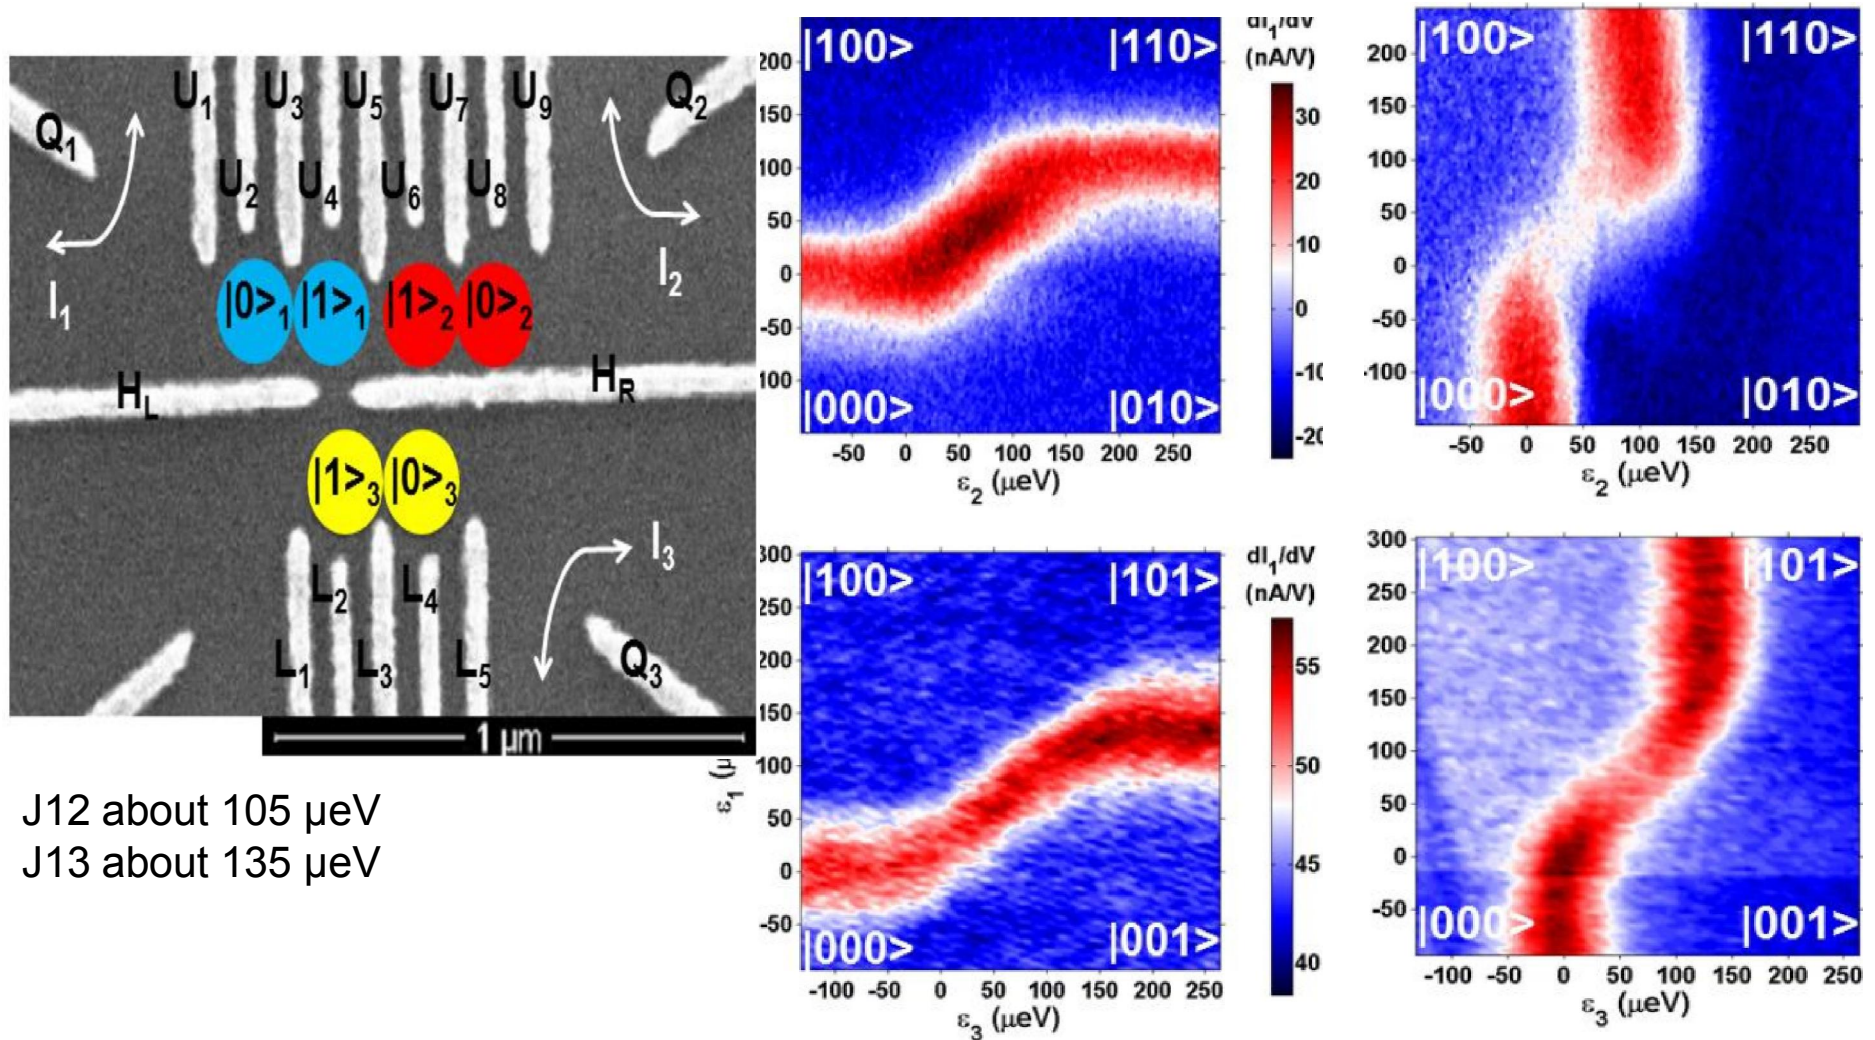 U1 U3 U5 U7 U9
U2 U4 U6 U8
Q1
Q2
I1
I2
|0>1 |1>1 |1>2 |0>2
HL
HR
|1>3 |0>3
I3
L2 L4
L1 L3 L5
Q3
1 µm
J12 about 105 µeV
J13 about 135 µeV
|100> |110>
200
150
100
50
0
-50
100
|000> |010>
-50 0 50 100 150 200 250
ε2 (µeV)
dI1/dV
(nA/V)
30
20
10
0
-10
-20
|100> |110>
200
150
100
50
0
-50
-100
|000> |010>
-50 0 50 100 150 200 250
ε2 (µeV)
ε1 (µ
300
|100> |101>
250
200
150
100
50
0
-50
|000> |001>
-100 -50 0 50 100 150 200 250
ε3 (µeV)
dI1/dV
(nA/V)
55
50
45
40
300
|100> |101>
250
200
150
100
50
0
-50
|000> |001>
-100 -50 0 50 100 150 200 250
ε3 (µeV)